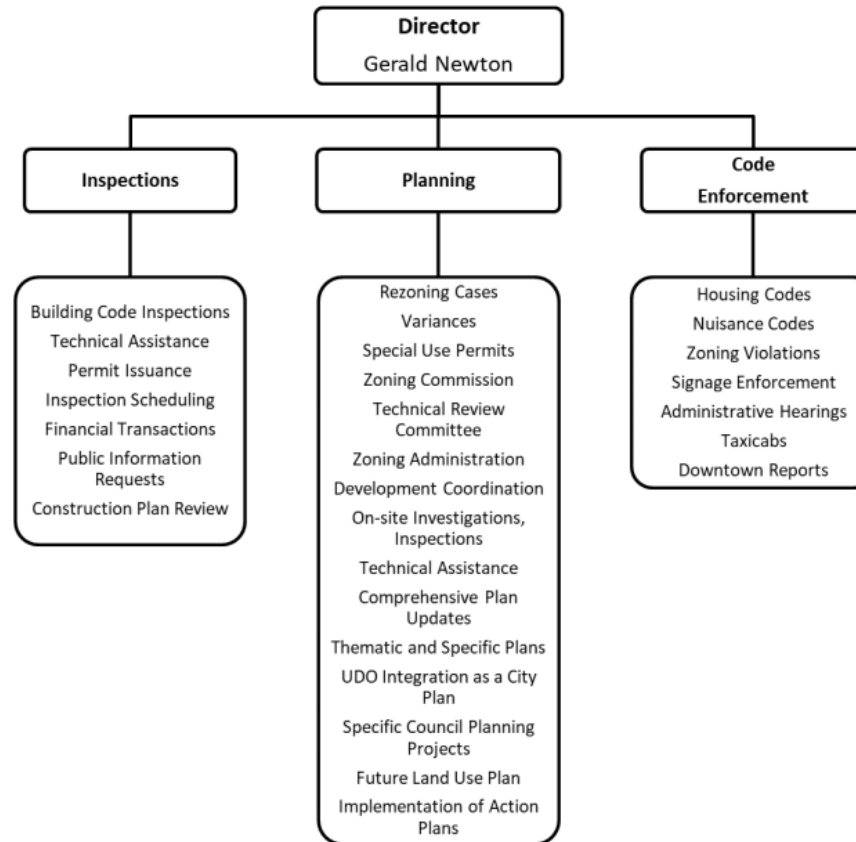 Director
Gerald Newton
Inspections
Planning
Code
Enforcement
Building Code Inspections
Technical Assistance
Permit Issuance
Inspection Scheduling
Financial Transactions
Public Information
Requests
Construction Plan Review
Rezoning Cases
Variances
Special Use Permits
Zoning Commission
Technical Review
Committee
Zoning Administration
Development Coordination
On-site Investigations,
Inspections
Technical Assistance
Comprehensive Plan
Updates
Thematic and Specific Plans
UDO Integration as a City
Plan
Specific Council Planning
Projects
Future Land Use Plan
Implementation of Action
Plans
Housing Codes
Nuisance Codes
Zoning Violations
Signage Enforcement
Administrative Hearings
Taxicabs
Downtown Reports